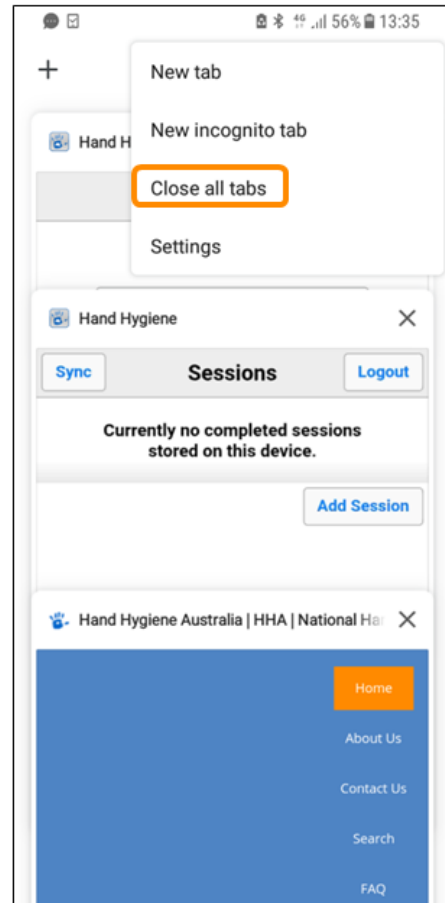 56% 13:35
New tab
New incognito tab
Close all tabs
Settings
Hand H
Hand Hygiene
Sync Sessions Logout
Currently no completed sessions
stored on this device.
Add Session
Hand Hygiene Australia | HHA | National Ha
Home
About Us
Contact Us
Search
FAQ